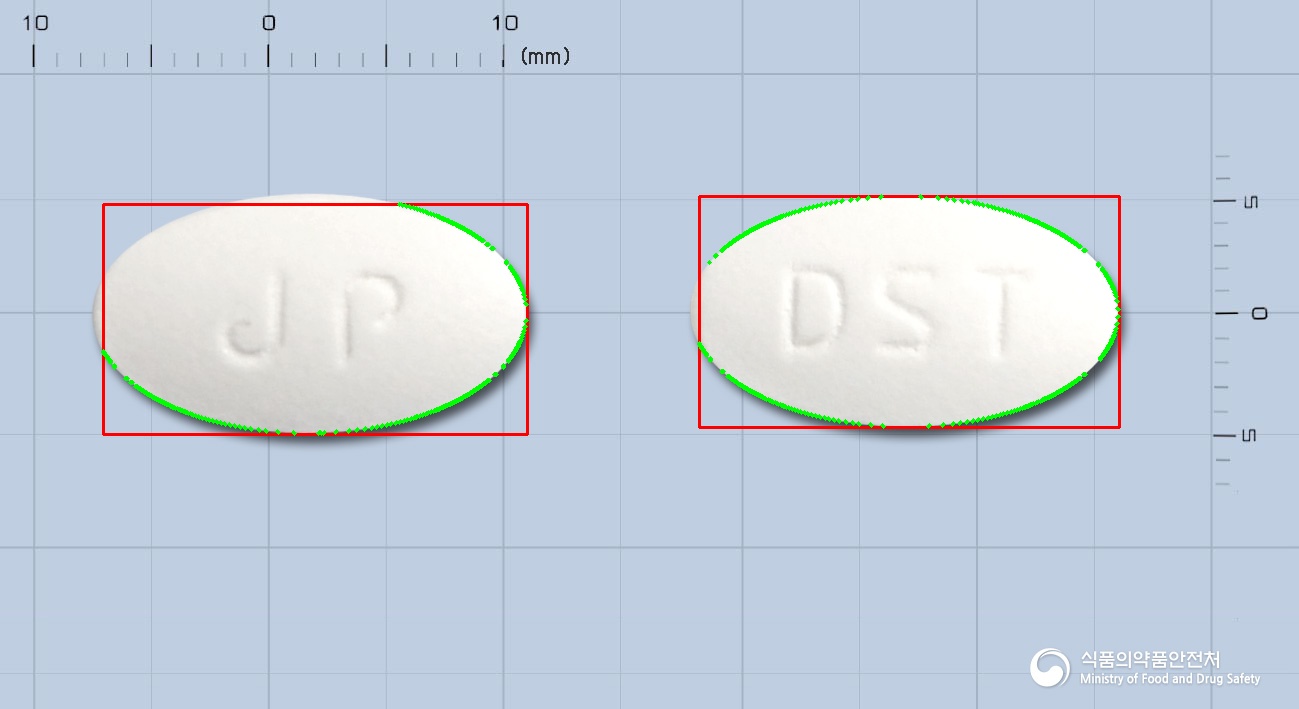 10 0 10
(mm)
JP
DST
5
0
5
식품의약품안전처
Ministry of Food and Drug Safety